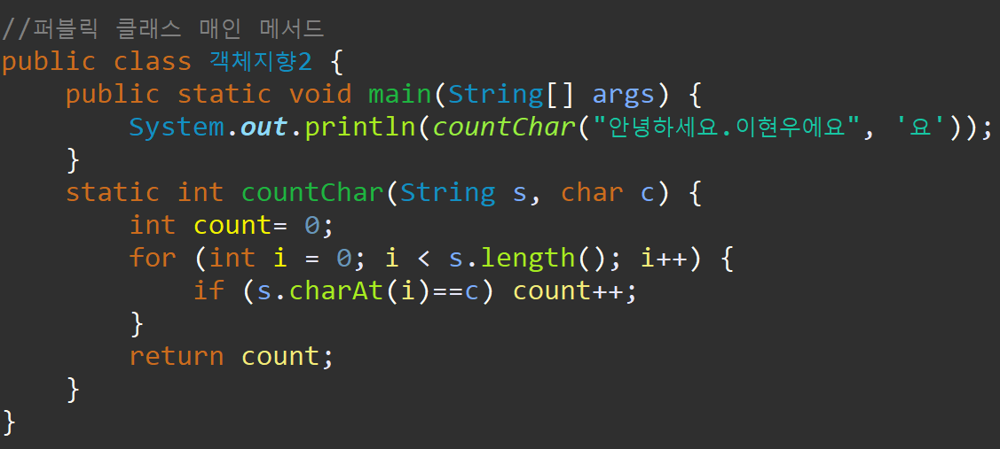 //퍼블릭 클래스 매인 메서드
public class 객체지향2 {
    public static void main(String[] args) {
        System.out.println(countChar("안녕하세요.이현우에요", '요'));
    }
    static int countChar(String s, char c) {
        int count= 0;
        for (int i = 0; i < s.length(); i++) {
            if (s.charAt(i)==c) count++;
        }
        return count;
    }
}